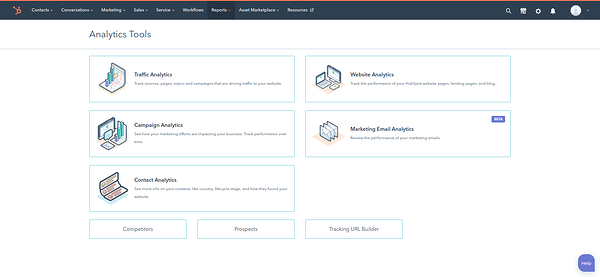 Contacts Conversations Marketing Sales Service Workflows Reports Asset Marketplace Resources
Analytics Tools
Traffic Analytics
Track sources, pages, topics and campaigns that are driving traffic to your website.
Website Analytics
Track the performance of your HubSpot website pages, landing pages, and blog.
Campaign Analytics
See how your marketing efforts are impacting your business. Track performance over
time.
BETA
Marketing Email Analytics
Review the performance of your marketing emails
Contact Analytics
See more info on your contacts, like country, lifecycle stage, and how they found your
website.
Competitors
Prospects
Tracking URL Builder
Help